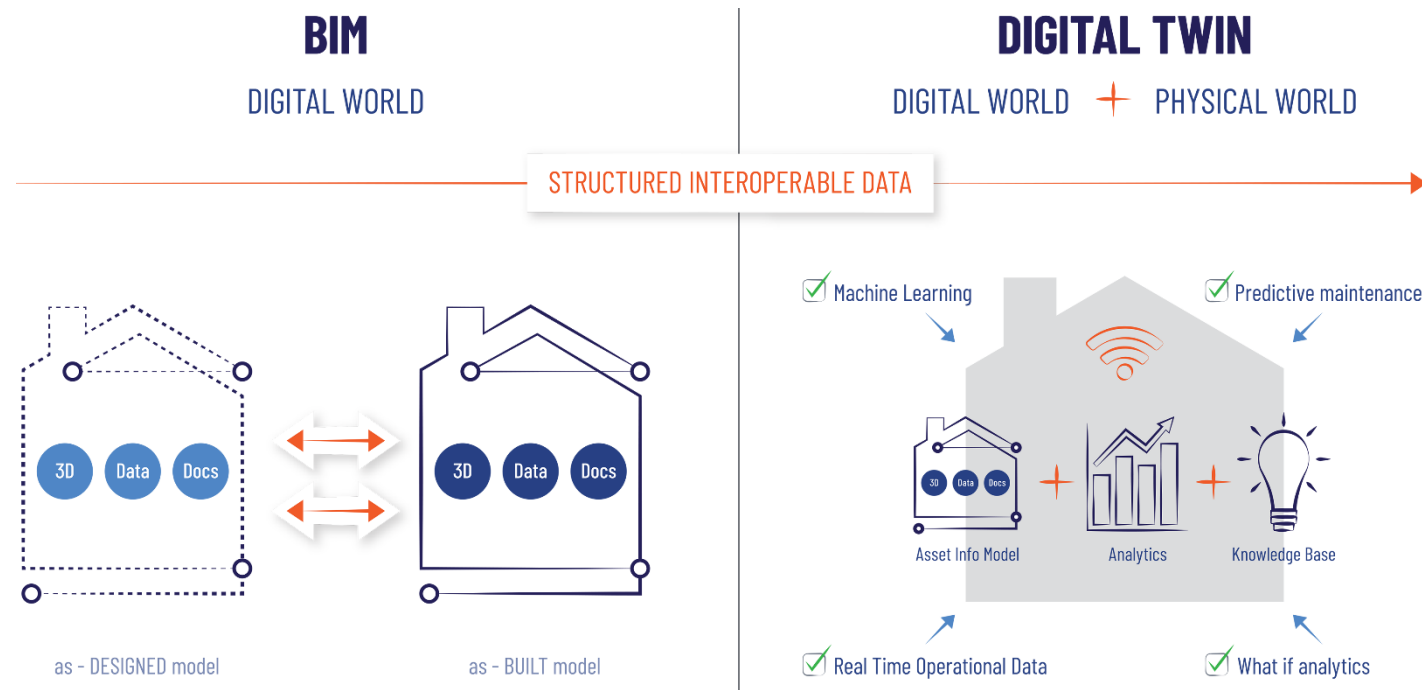 BIM
DIGITAL WORLD
DIGITAL TWIN
DIGITAL WORLD + PHYSICAL WORLD
STRUCTURED INTEROPERABLE DATA
3D Data Docs
as - DESIGNED model
3D Data Docs
as - BUILT model
Machine Learning
Predictive maintenance
3D Data Docs
+
+
Asset Info Model
Analytics
Knowledge Base
Real Time Operational Data
What if analytics